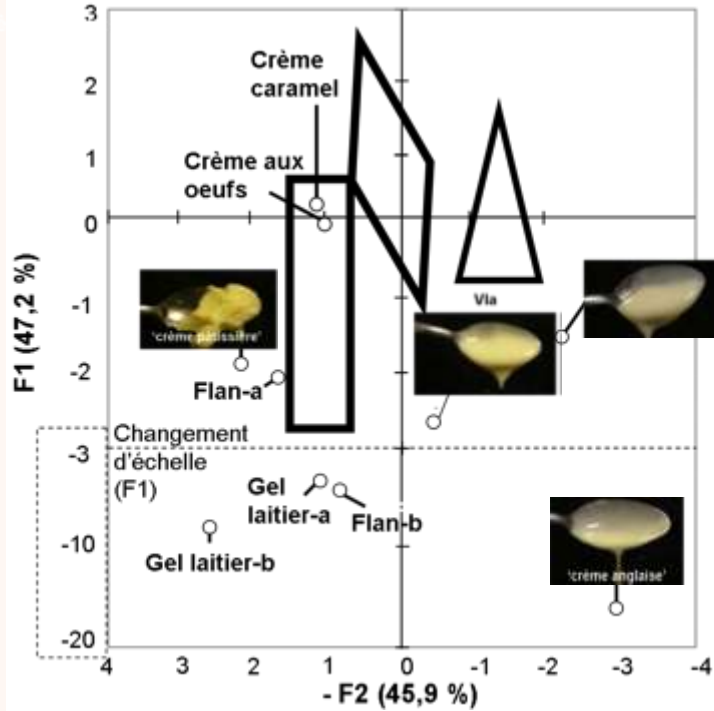 3
2
1
0
-1
-2
-3
-10
-20
F1 (47,2 %)
Crème
caramel
Crème aux
oeufs
'crème pâtissière'
Flan-a
Vla
Changement
d'échelle
(F1)
Gel
laitier-a
Flan-b
Gel laitier-b
'crème anglaise'
4 3 2 1 0 -1 -2 -3 -4
- F2 (45,9 %)